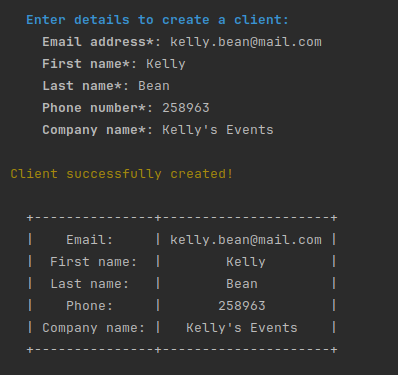 Enter details to create a client:
Email address*: kelly.bean@mail.com
First name*: Kelly
Last name*: Bean
Phone number*: 258963
Company name*: Kelly's Events
Client successfully created!
+---------------+---------------------+
|    Email:     | kelly.bean@mail.com |
|  First name:  |        Kelly        |
|  Last name:   |        Bean         |
|    Phone:     |       258963        |
| Company name: |   Kelly's Events    |
+---------------+---------------------+